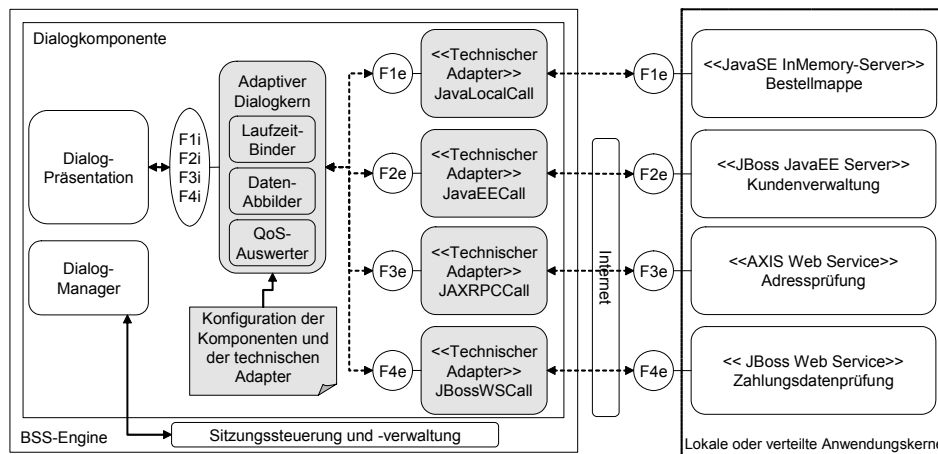 Dialogkomponente
Dialog-
Präsentation
Dialog-
Manager
F1i
F2i
F3i
F4i
Adaptiver
Dialogkern
Laufzeit-
Binder
Daten-
Abbilder
QoS-
Auswerter
Konfiguration der
Komponenten und
der technischen
Adapter
F1e
<<Technischer
Adapter>>
JavaLocalCall
F2e
<<Technischer
Adapter>>
JavaEECall
F3e
<<Technischer
Adapter>>
JAXRPCCall
F4e
<<Technischer
Adapter>>
JBossWSCall
BSS-Engine
Sitzungssteuerung und -verwaltung
Internet
F1e
<<JavaSE InMemory-Server>>
Bestellmappe
F2e
<<JBoss JavaEE Server>>
Kundenverwaltung
F3e
<<AXIS Web Service>>
Adressprüfung
F4e
<< JBoss Web Service>>
Zahlungsdatenprüfung
Lokale oder verteilte Anwendungskerne